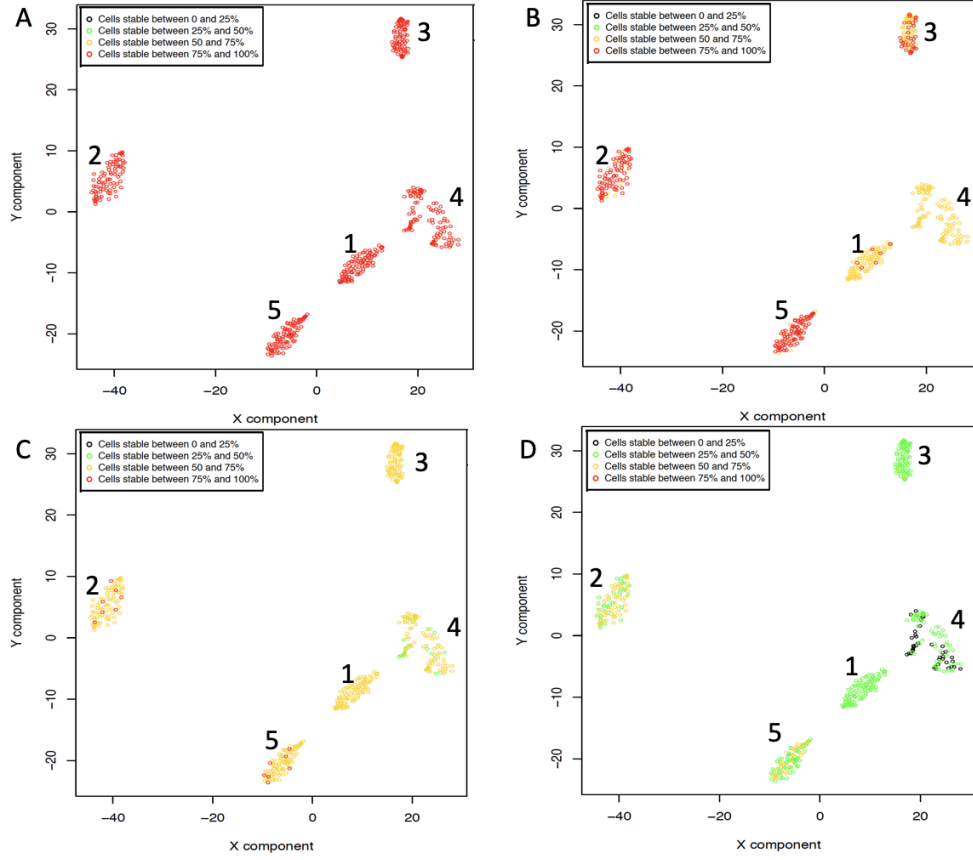 A
Cells stable between 0 and 25%
Cells stable between 25% and 50%
Cells stable between 50 and 75%
Cells stable between 75% and 100%
3
2
4
1
5
Y component
30
20
10
0
−10
−20
−40
−20
0
20
X component
B
Cells stable between 0 and 25%
Cells stable between 25% and 50%
Cells stable between 50 and 75%
Cells stable between 75% and 100%
3
2
4
1
5
Y component
30
20
10
0
−10
−20
−40
−20
0
20
X component
C
Cells stable between 0 and 25%
Cells stable between 25% and 50%
Cells stable between 50 and 75%
Cells stable between 75% and 100%
3
2
4
1
5
Y component
30
20
10
0
−10
−20
−40
−20
0
20
X component
D
Cells stable between 0 and 25%
Cells stable between 25% and 50%
Cells stable between 50 and 75%
Cells stable between 75% and 100%
3
2
4
1
5
Y component
30
20
10
0
−10
−20
−40
−20
0
20
X component